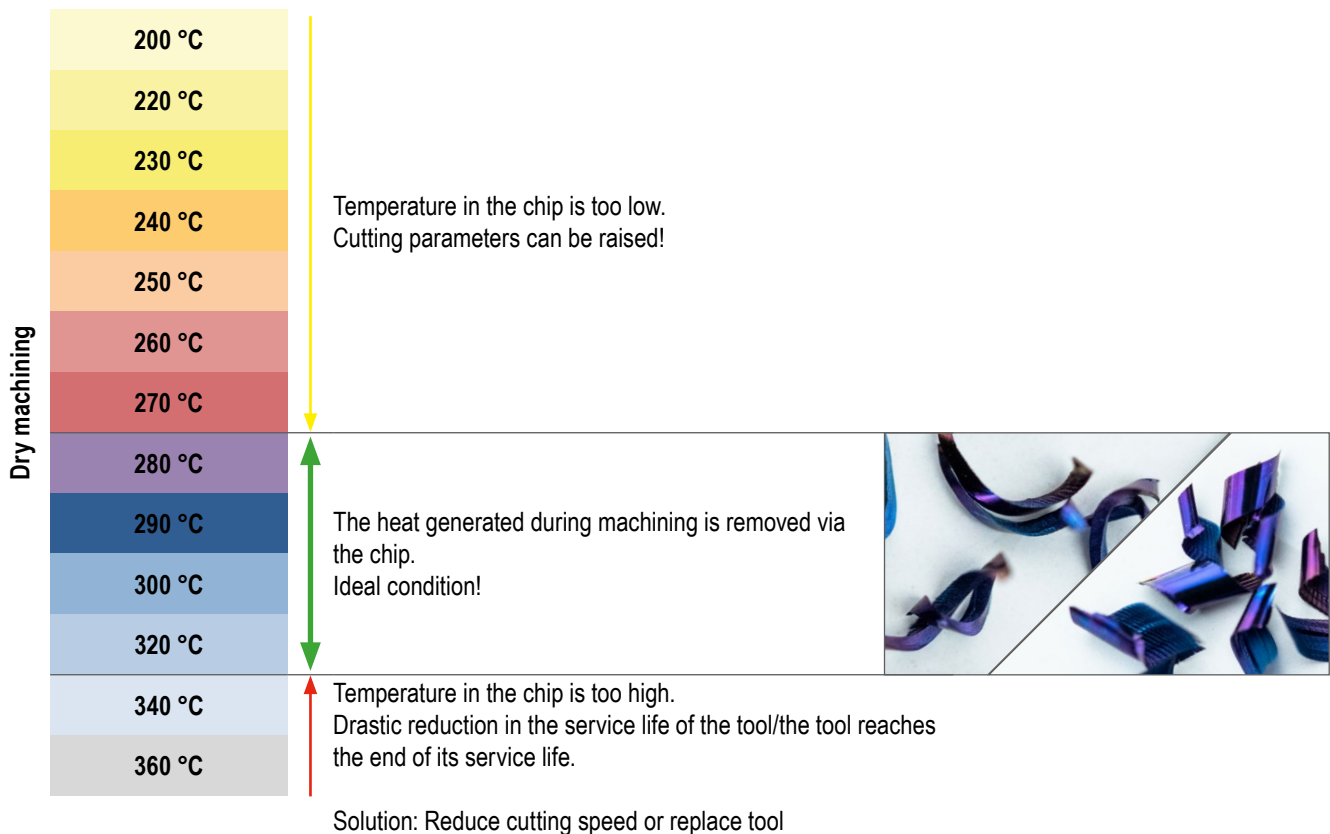 Dry machining
200 °C
220 °C
230 °C
240 °C
250 °C
260 °C
270 °C
Temperature in the chip is too low.
Cutting parameters can be raised!
280 °C
290 °C
300 °C
320 °C
The heat generated during machining is removed via
the chip.
Ideal condition!
340 °C
360 °C
Temperature in the chip is too high.
Drastic reduction in the service life of the tool/the tool reaches
the end of its service life.
Solution: Reduce cutting speed or replace tool